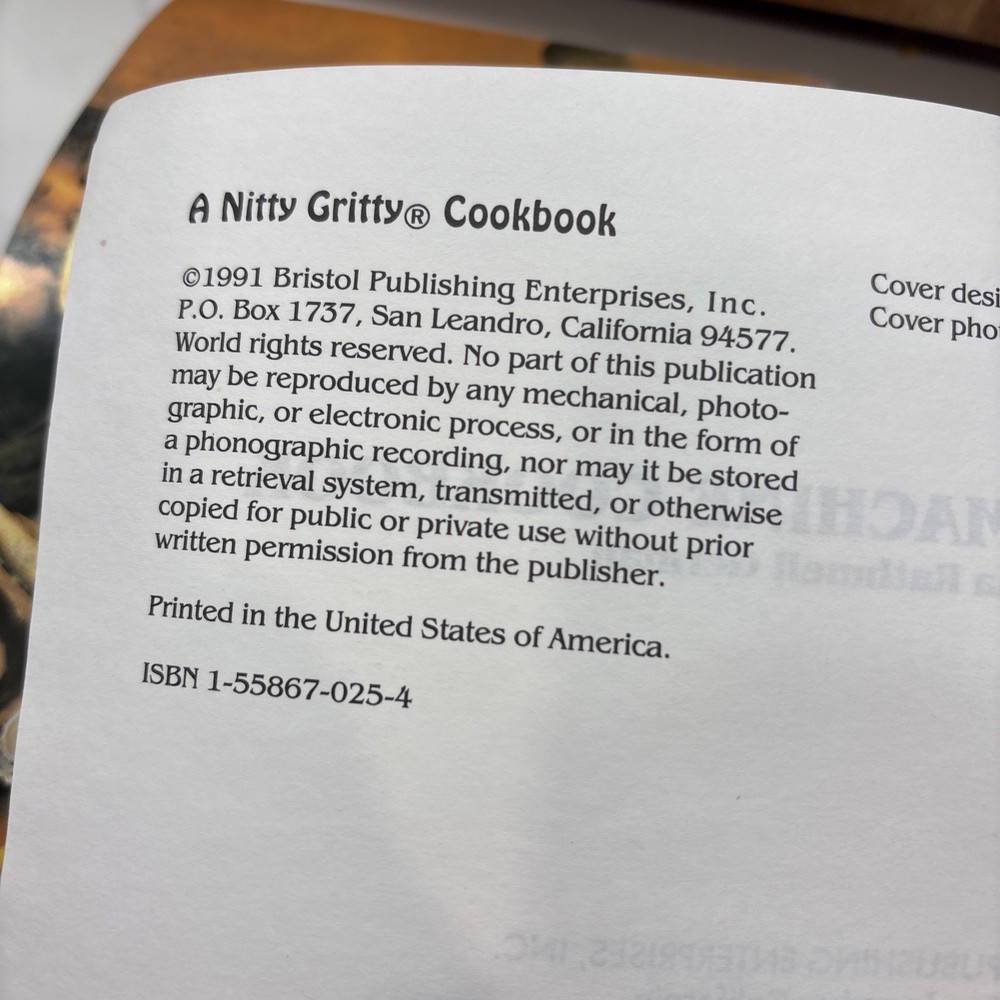 A Nitty Gritty® Cookbook
©1991 Bristol Publishing Enterprises, Inc.
P.O. Box 1737, San Leandro, California 94577.
World rights reserved. No part of this publication
may be reproduced by any mechanical, photo-
graphic, or electronic process, or in the form of
a phonographic recording, nor may it be stored
in a retrieval system, transmitted, or otherwise
copied for public or private use without prior
written permission from the publisher.
Printed in the United States of America.
ISBN 1-55867-025-4
Cover desi
Cover pho